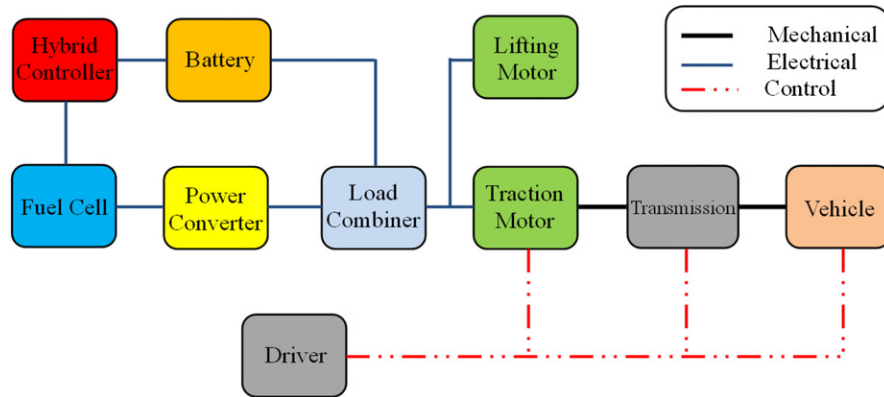 Hybrid
Controller
Battery
Lifting
Motor
Mechanical
Electrical
Control
Fuel Cell
Power
Converter
Load
Combiner
Traction
Motor
Transmission
Vehicle
Driver